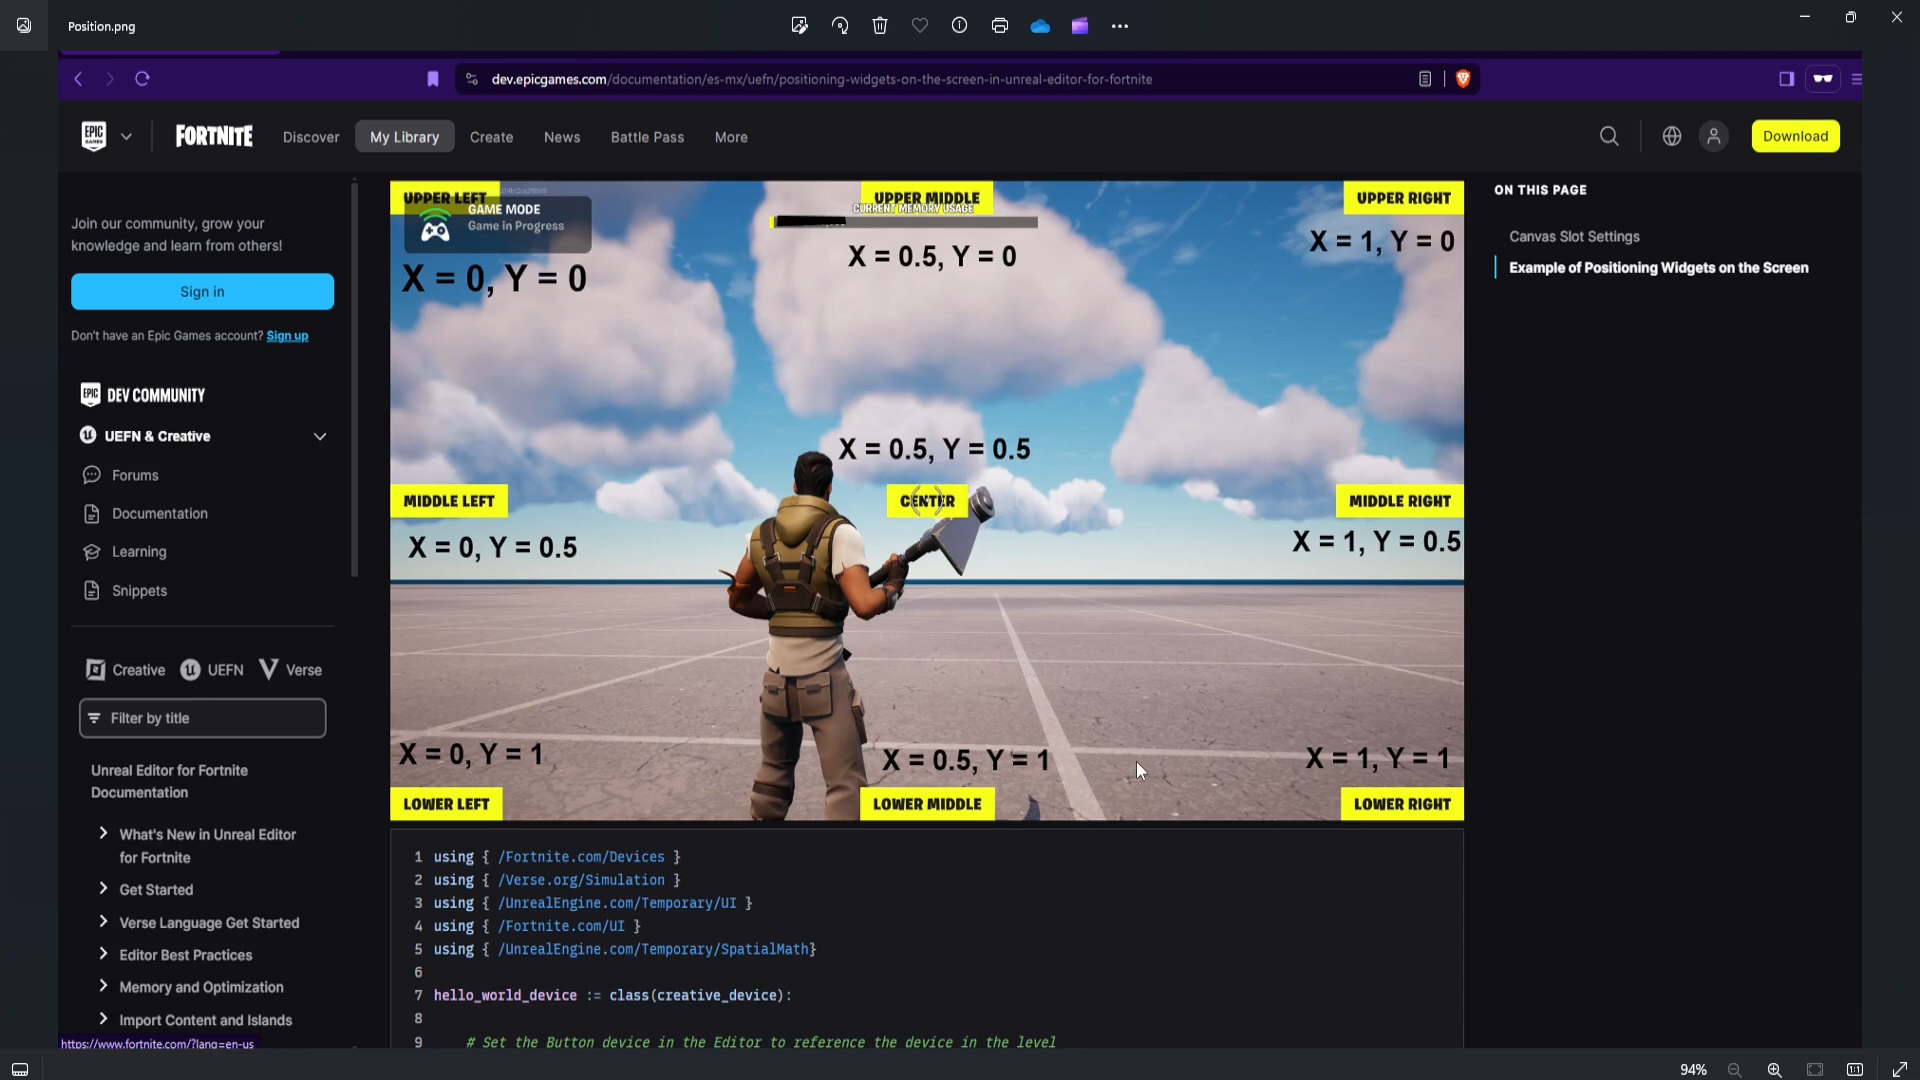 Position.png
dev.epicgames.com/documentation/es-mx/uefn/positioning-widgets-on-the-screen-in-unreal-editor-for-fortnite
EPIC GAMES
FORTNITE
Discover
My Library
Create
News
Battle Pass
More
Download
Join our community, grow your
knowledge and learn from others!
Sign in
Don't have an Epic Games account? Sign up
EPIC DEV COMMUNITY
UEFN & Creative
Forums
Documentation
Learning
Snippets
Creative
UEFN
Verse
Filter by title
Unreal Editor for Fortnite
Documentation
What's New in Unreal Editor
for Fortnite
Get Started
Verse Language Get Started
Editor Best Practices
Memory and Optimization
Import Content and Islands
https://www.fortnite.com/?lang=en-us
UPPER LEFT
GAME MODE
Game in Progress
X = 0, Y = 0
UPPER MIDDLE
CURRENT MEMORY USAGE
X = 0.5, Y = 0
UPPER RIGHT
X = 1, Y = 0
X = 0.5, Y = 0.5
MIDDLE LEFT
CENTER
MIDDLE RIGHT
X = 0, Y = 0.5
X = 1, Y = 0.5
X = 0, Y = 1
X = 0.5, Y = 1
X = 1, Y = 1
LOWER LEFT
LOWER MIDDLE
LOWER RIGHT
1 using { /Fortnite.com/Devices }
2 using { /Verse.org/Simulation }
3 using { /UnrealEngine.com/Temporary/UI }
4 using { /Fortnite.com/UI }
5 using { /UnrealEngine.com/Temporary/SpatialMath}
6
7 hello_world_device := class(creative_device):
8
9 # Set the Button device in the Editor to reference the device in the level
ON THIS PAGE
Canvas Slot Settings
Example of Positioning Widgets on the Screen
94%
1:1